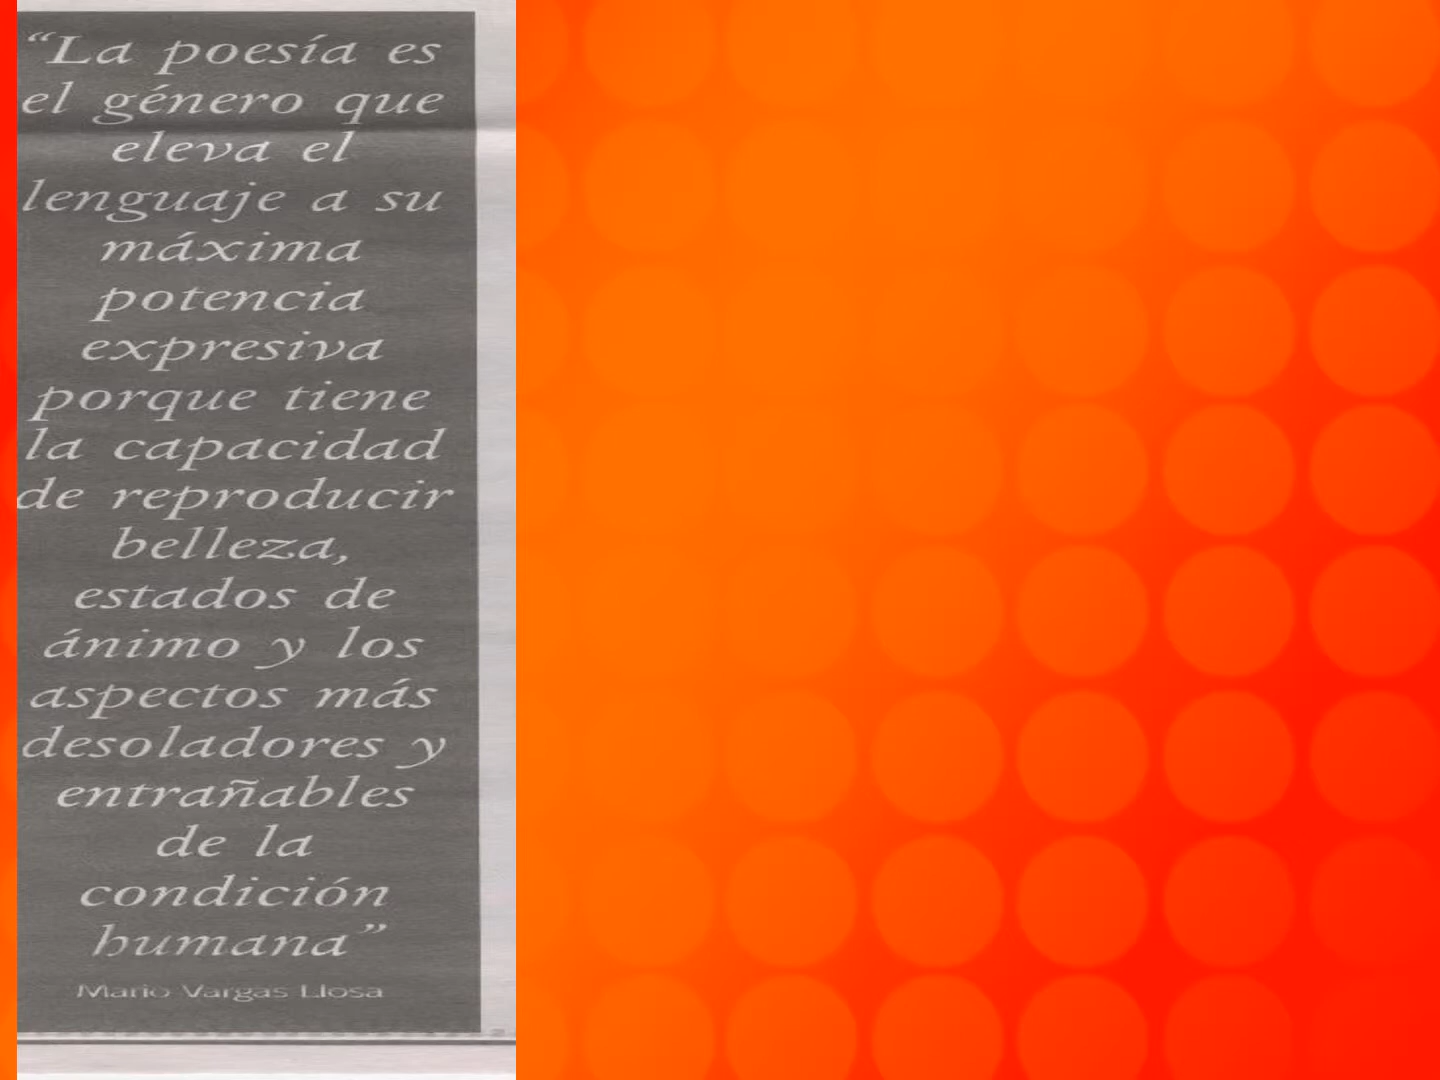 “La poesía es
el género que
eleva el
lenguaje a su
máxima
potencia
expresiva
porque tiene
la capacidad
de reproducir
belleza,
estados de
ánimo y los
aspectos más
desoladores y
entrañables
de la
condición
humana”
Mario Vargas Llosa